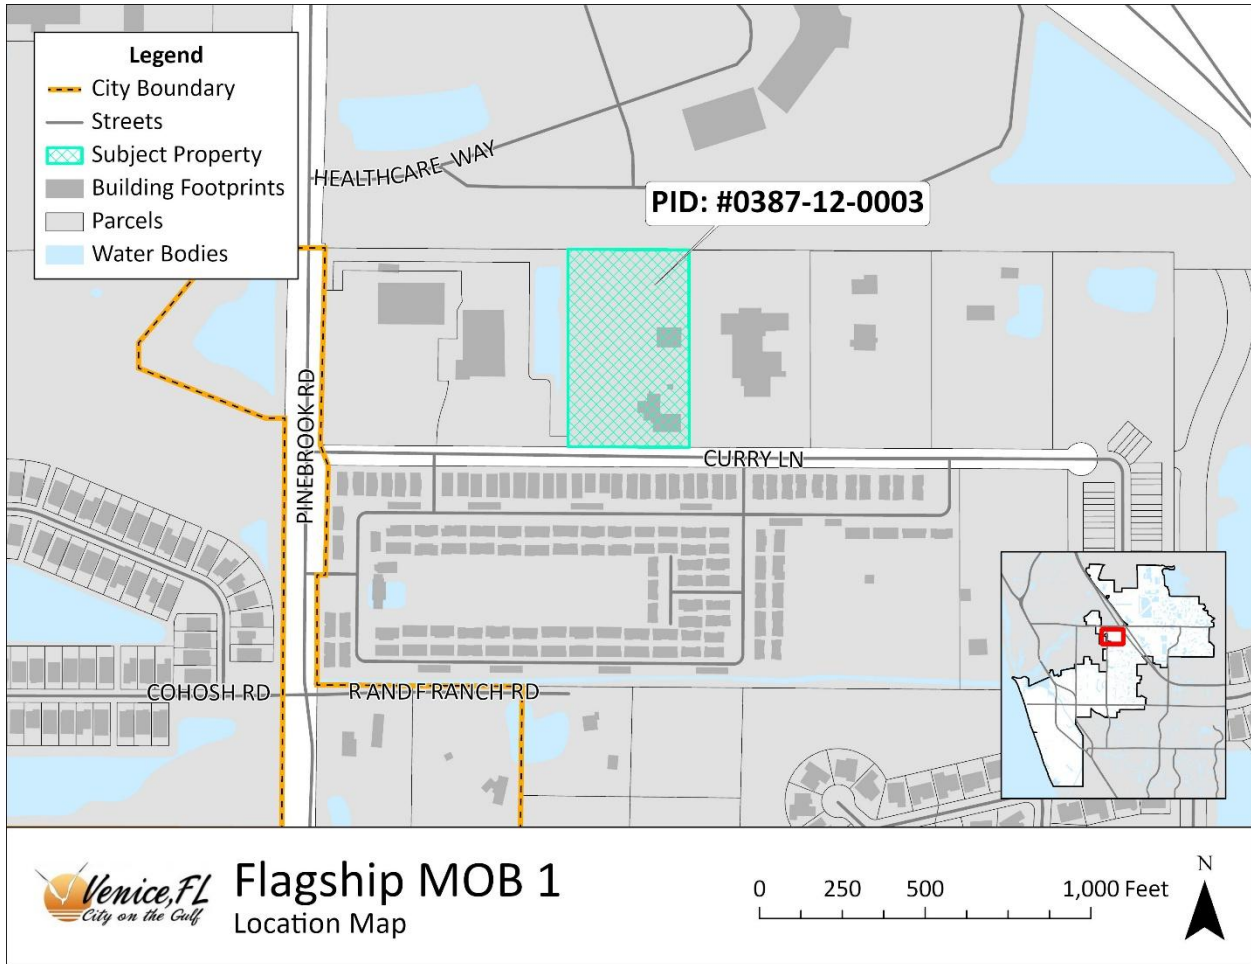 Legend
City Boundary
Streets
Subject Property
Building Footprints
Parcels
Water Bodies
HEALTHCARE WAY
PID: #0387-12-0003
PINEBROOK RD
CURRY LN
COHOSH RD
R ANDF RANCH RD
Venice,FL
City on the Gulf
Flagship MOB 1
Location Map
0 250 500 1,000 Feet
N